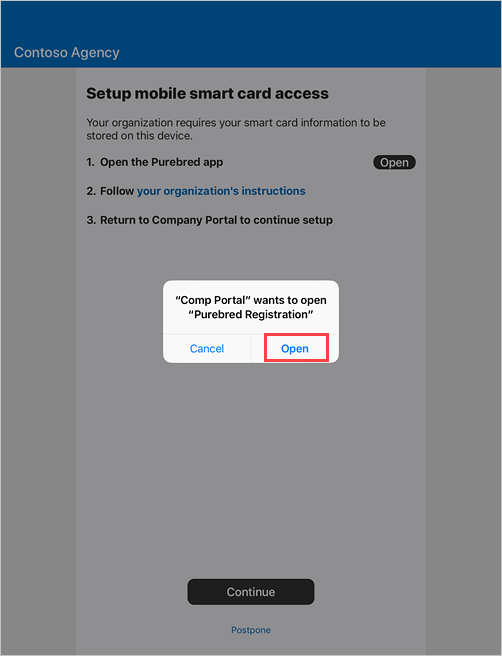 Contoso Agency
Setup mobile smart card access
Your organization requires your smart card information to be
stored on this device.
1. Open the Purebred app
Open
2. Follow your organization's instructions
3. Return to Company Portal to continue setup
“Comp Portal” wants to open
“Purebred Registration”
Cancel
Open
Continue
Postpone